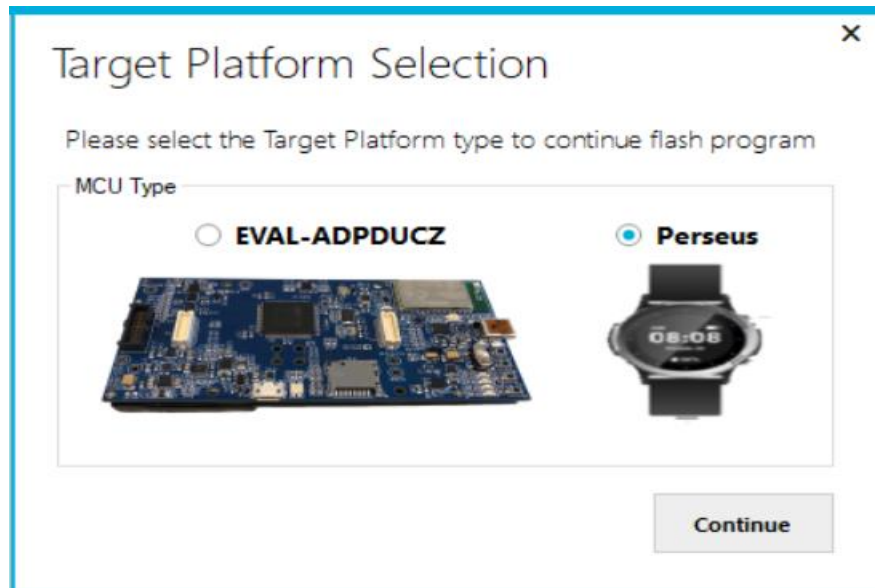 Target Platform Selection
Please select the Target Platform type to continue flash program
MCU Type
EVAL-ADPDUCZ
Perseus
08:08
Continue